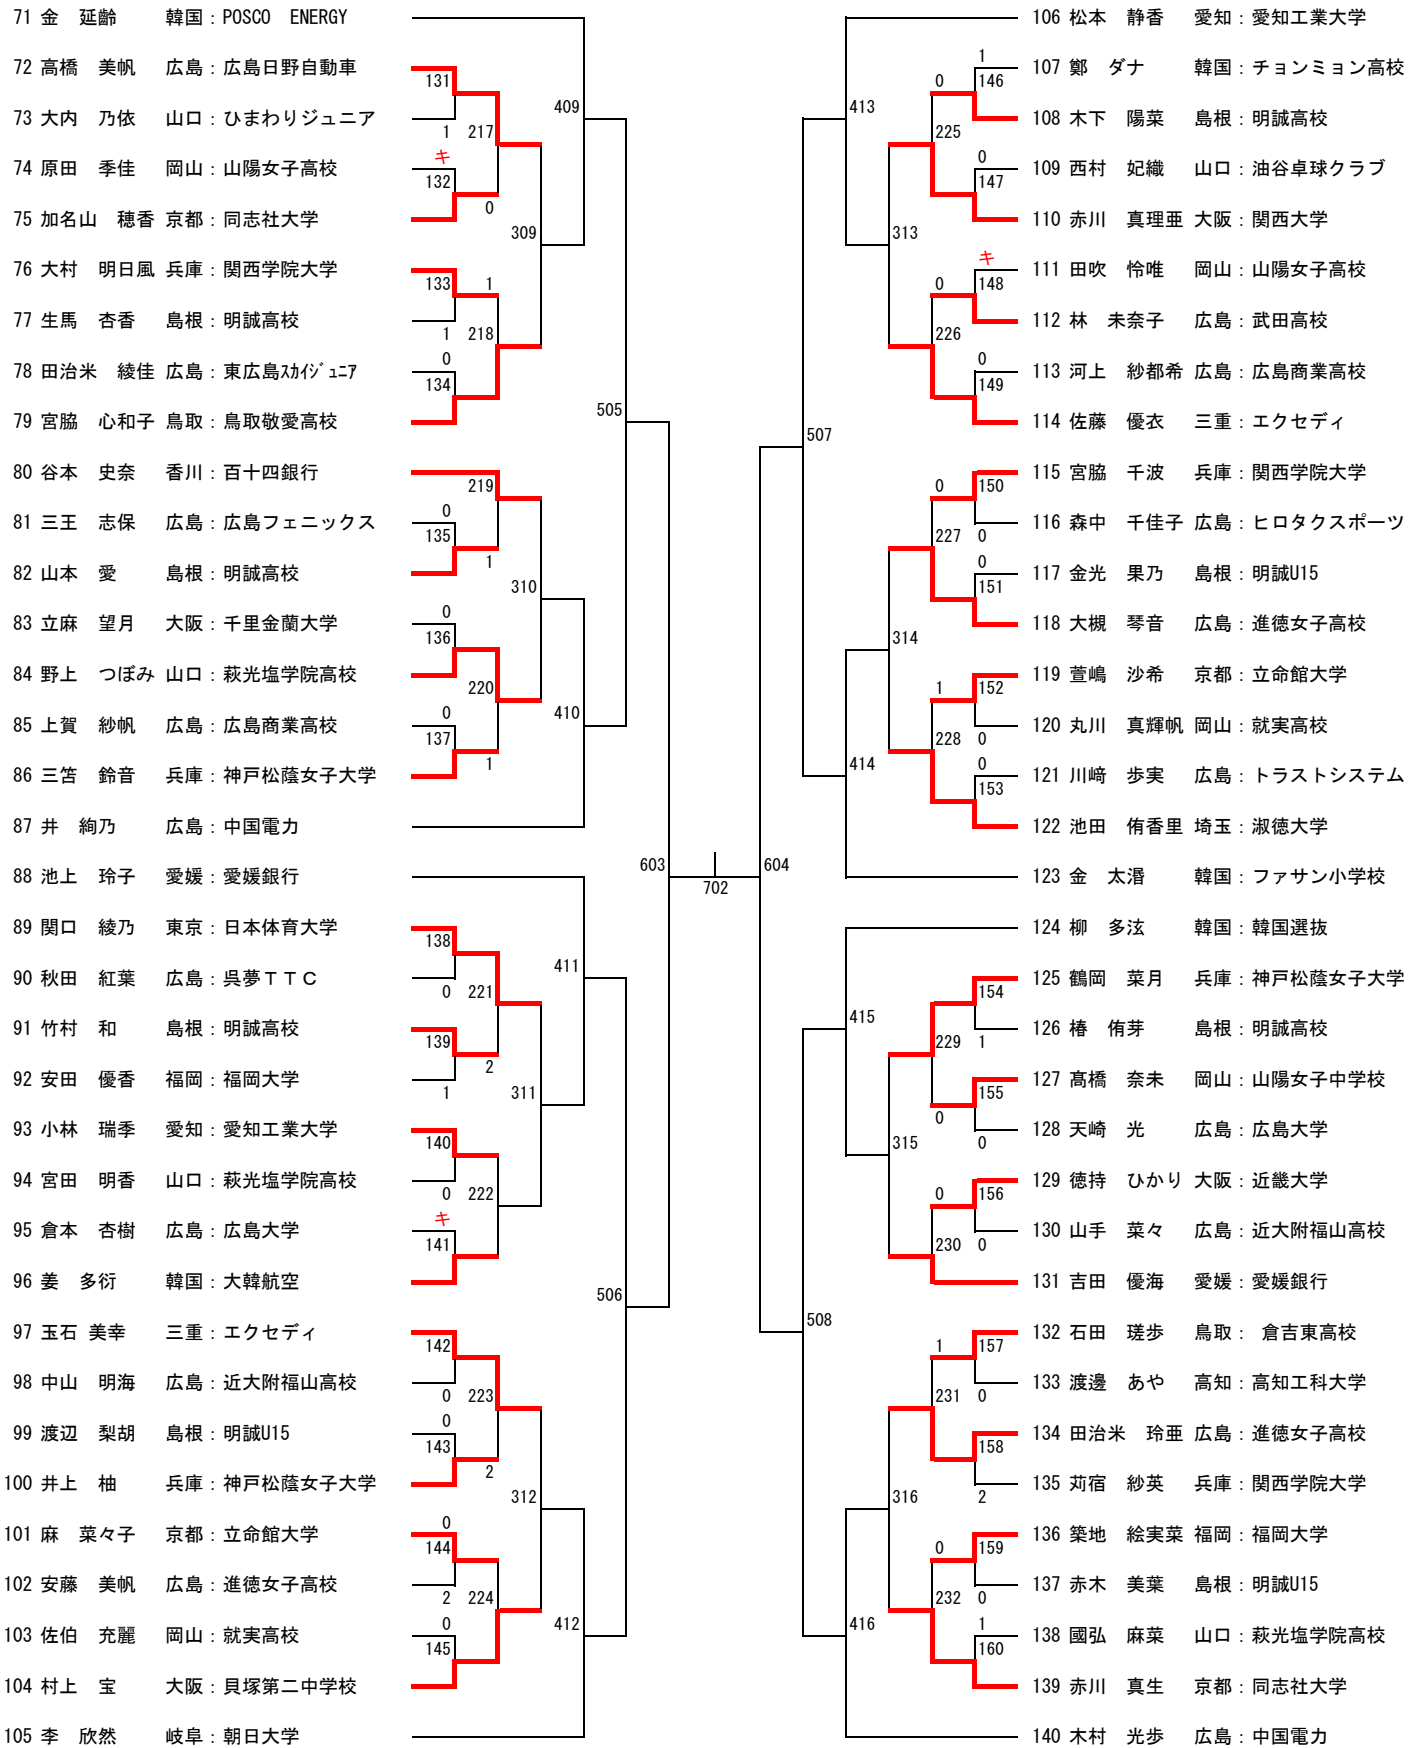 71 金　延齢　韓国：POSCO ENERGY
72 高橋　美帆　広島：広島日野自動車
131
73 大内　乃依　山口：ひまわりジュニア
409
1
217
74 原田　季佳　岡山：山陽女子高校
キ
132
75 加名山　穂香 京都：同志社大学
0
309
76 大村　明日風 兵庫：関西学院大学
133
1
77 生馬　杏香　島根：明誠高校
1
218
78 田治米　綾佳 広島：東広島ｽｶｲｼﾞｭﾆｱ
0
134
79 宮脇　心和子 鳥取：鳥取敬愛高校
505
80 谷本　史奈　香川：百十四銀行
219
81 三王　志保　広島：広島フェニックス
0
135
82 山本　愛　島根：明誠高校
1
310
83 立麻　望月　大阪：千里金蘭大学
0
136
84 野上　つぼみ 山口：萩光塩学院高校
220
85 上賀　紗帆　広島：広島商業高校
0
410
137
86 三笘　鈴音　兵庫：神戸松蔭女子大学
1
87 井　絢乃　広島：中国電力
603
88 池上　玲子　愛媛：愛媛銀行
702
89 関口　綾乃　東京：日本体育大学
138
90 秋田　紅葉　広島：呉夢ＴＴＣ
411
0
221
91 竹村　和　島根：明誠高校
139
2
92 安田　優香　福岡：福岡大学
1
311
93 小林　瑞季　愛知：愛知工業大学
140
94 宮田　明香　山口：萩光塩学院高校
0
222
95 倉本　杏樹　広島：広島大学
キ
141
96 姜　多衍　韓国：大韓航空
506
97 玉石 美幸　三重：エクセディ
142
98 中山　明海　広島：近大附福山高校
0
223
99 渡辺　梨胡　島根：明誠U15
0
143
100 井上　柚　兵庫：神戸松蔭女子大学
2
312
101 麻　菜々子　京都：立命館大学
0
144
102 安藤　美帆　広島：進徳女子高校
2
224
103 佐伯　充麗　岡山：就実高校
0
412
145
104 村上　宝　大阪：貝塚第二中学校
105 李　欣然　岐阜：朝日大学
106 松本　静香　愛知：愛知工業大学
1
107 鄭　ダナ　韓国：チョンミョン高校
0
146
413
108 木下　陽菜　島根：明誠高校
225
0
109 西村　妃織　山口：油谷卓球クラブ
147
110 赤川　真理亜 大阪：関西大学
313
キ
111 田吹　怜唯　岡山：山陽女子高校
0
148
112 林　未奈子　広島：武田高校
226
0
113 河上　紗都希 広島：広島商業高校
149
114 佐藤　優衣　三重：エクセディ
507
115 宮脇　千波　兵庫：関西学院大学
0
150
116 森中　千佳子 広島：ヒロタクスポーツ
227
0
0
117 金光　果乃　島根：明誠U15
151
118 大槻　琴音　広島：進徳女子高校
314
119 萱嶋　沙希　京都：立命館大学
1
152
120 丸川　真輝帆 岡山：就実高校
228
0
414
0
121 川﨑　歩実　広島：トラストシステム
153
122 池田　侑香里 埼玉：淑徳大学
604
123 金　太潛　韓国：ファサン小学校
124 柳　多泫　韓国：韓国選抜
125 鶴岡　菜月　兵庫：神戸松蔭女子大学
154
415
126 椿　侑芽　島根：明誠高校
229
1
127 髙橋　奈未　岡山：山陽女子中学校
155
0
128 天崎　光　広島：広島大学
0
315
129 徳持　ひかり 大阪：近畿大学
0
156
130 山手　菜々　広島：近大附福山高校
230
0
131 吉田　優海　愛媛：愛媛銀行
508
132 石田　瑳歩　鳥取： 倉吉東高校
1
157
133 渡邊　あや　高知：高知工科大学
231
0
134 田治米　玲亜 広島：進徳女子高校
158
135 苅宿　紗英　兵庫：関西学院大学
2
316
136 築地　絵実菜 福岡：福岡大学
0
159
137 赤木　美葉　島根：明誠U15
232
0
416
1
138 國弘　麻菜　山口：萩光塩学院高校
160
139 赤川　真生　京都：同志社大学
140 木村　光歩　広島：中国電力